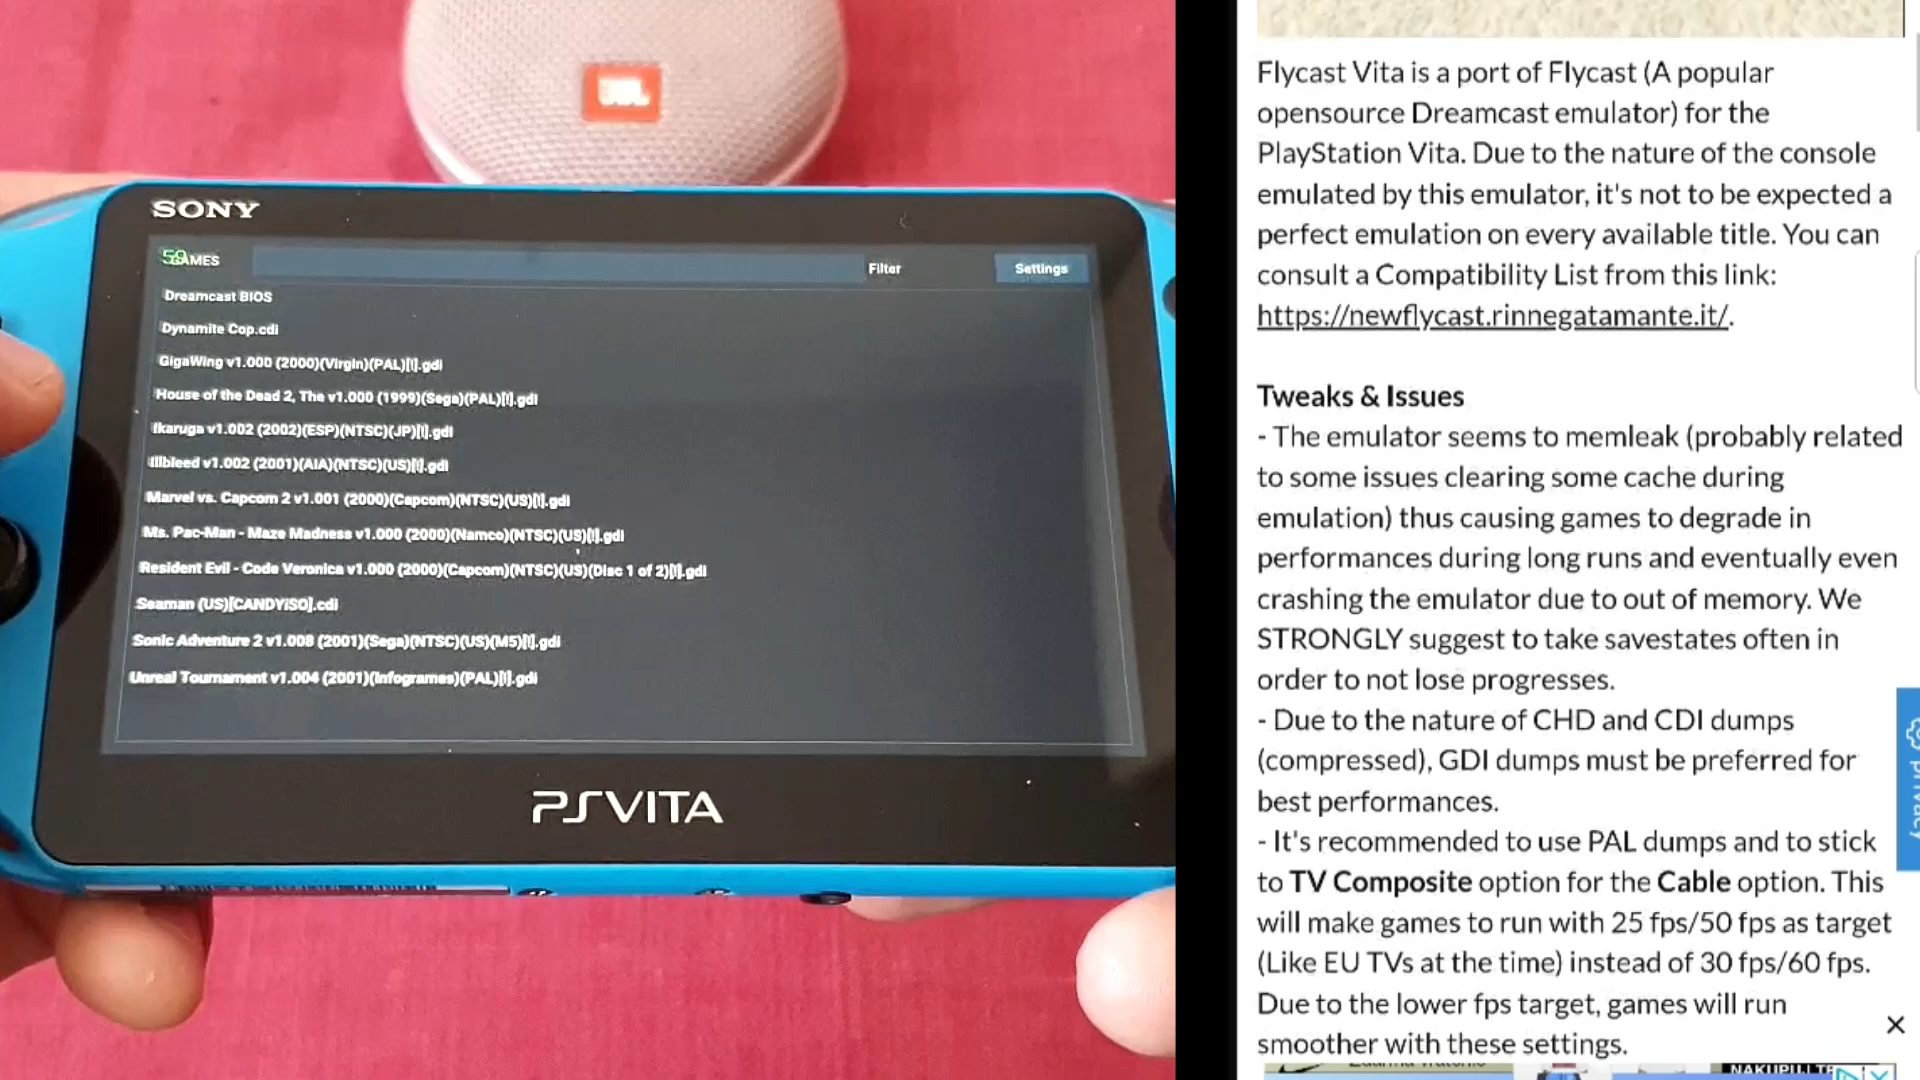 JBL
SONY
59
GAMES
Filter
Settings
Dreamcast BIOS
Dynamite Cop.cdi
GigaWing v1.000 (2000)(Virgin)(PAL)[!].gdi
House of the Dead 2, The v1.000 (1999)(Sega)(PAL)[!].gdi
Ikaruga v1.002 (2002)(ESP)(NTSC)(JP)[!].gdi
Illbleed v1.002 (2001)(AIA)(NTSC)(US)[!].gdi
Marvel vs. Capcom 2 v1.001 (2000)(Capcom)(NTSC)(US)[!].gdi
Ms. Pac-Man - Maze Madness v1.000 (2000)(Namco)(NTSC)(US)[!].gdi
Resident Evil - Code Veronica v1.000 (2000)(Capcom)(NTSC)(US)(Disc 1 of 2)[!].gdi
Seaman (US)[CANDYISO].cdi
Sonic Adventure 2 v1.008 (2001)(Sega)(NTSC)(US)(M5)[!].gdi
Unreal Tournament v1.004 (2001)(Infogrames)(PAL)[!].gdi
PSVITA
Flycast Vita is a port of Flycast (A popular
opensource Dreamcast emulator) for the
PlayStation Vita. Due to the nature of the console
emulated by this emulator, it's not to be expected a
perfect emulation on every available title. You can
consult a Compatibility List from this link:
https://newflycast.rinnegatamante.it/.
Tweaks & Issues
- The emulator seems to memleak (probably related
to some issues clearing some cache during
emulation) thus causing games to degrade in
performances during long runs and eventually even
crashing the emulator due to out of memory. We
STRONGLY suggest to take savestates often in
order to not lose progresses.
- Due to the nature of CHD and CDI dumps
(compressed), GDI dumps must be preferred for
best performances.
- It's recommended to use PAL dumps and to stick
to TV Composite option for the Cable option. This
will make games to run with 25 fps/50 fps as target
(Like EU TVs at the time) instead of 30 fps/60 fps.
Due to the lower fps target, games will run
smoother with these settings.
privacy